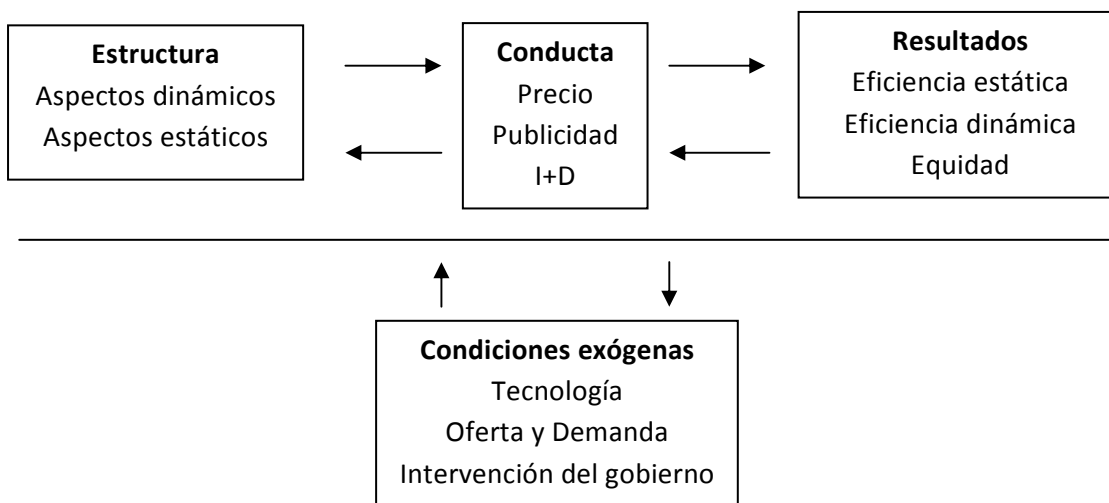 Estructura
Aspectos dinámicos
Aspectos estáticos
Conducta
Precio
Publicidad
I+D
Resultados
Eficiencia estática
Eficiencia dinámica
Equidad
Condiciones exógenas
Tecnología
Oferta y Demanda
Intervención del gobierno